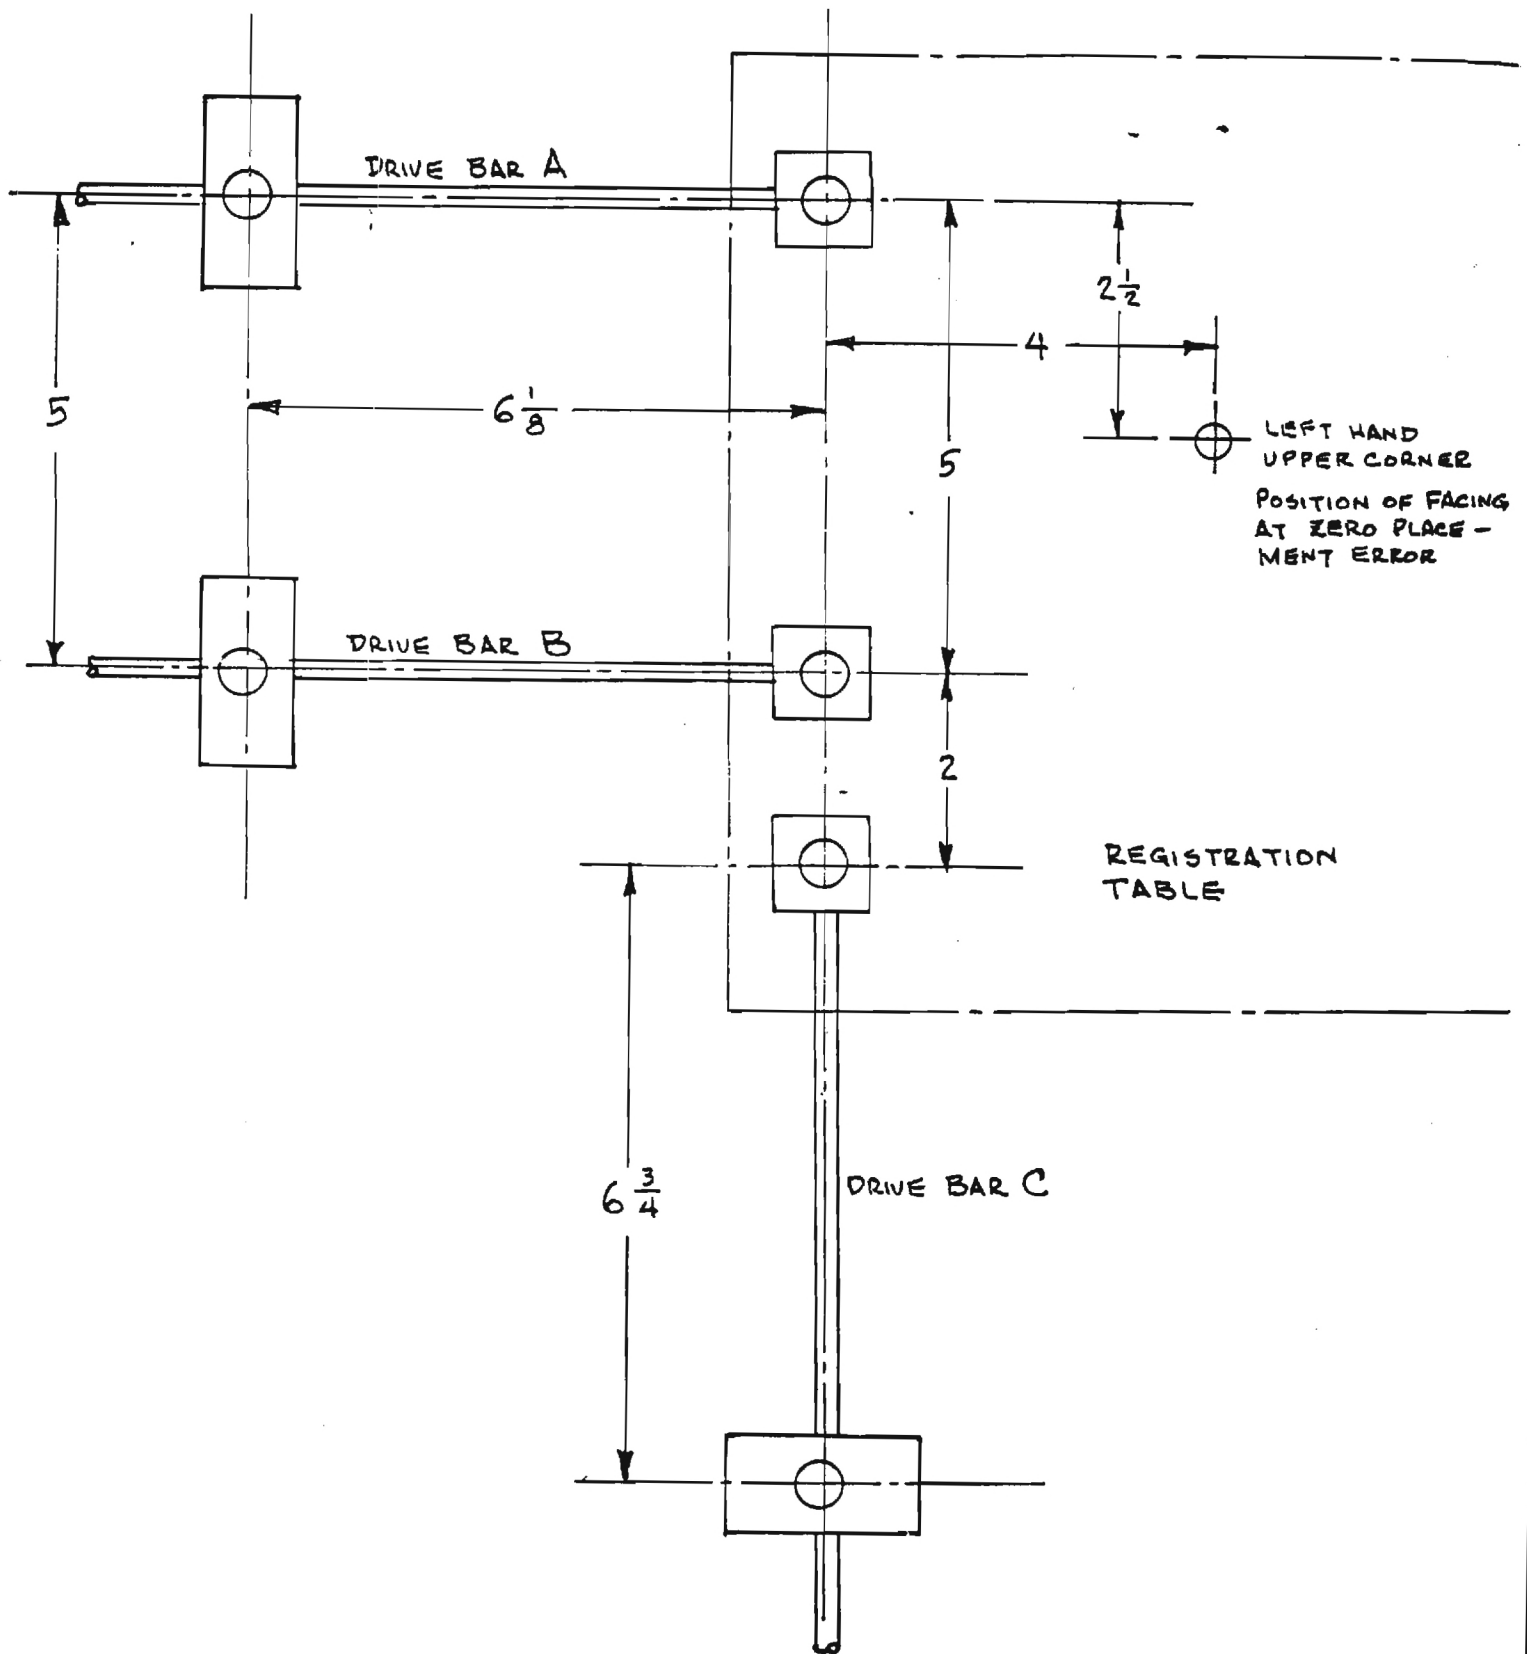 DRIVE BAR A
2 1/2
4
5
6 1/8
5
LEFT HAND
UPPER CORNER
POSITION OF FACING
AT ZERO PLACE -
MENT ERROR
DRIVE BAR B
2
REGISTRATION
TABLE
6 3/4
DRIVE BAR C